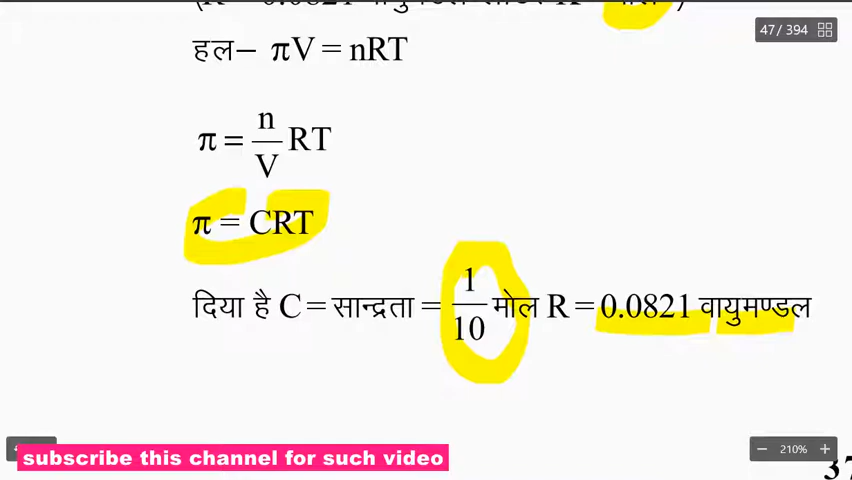 47 / 394
हल– πV = nRT
π = n/V RT
π = CRT
दिया है C = सान्द्रता = 1/10 मोल R = 0.0821 वायुमण्डल
subscribe this channel for such video
– 210% +